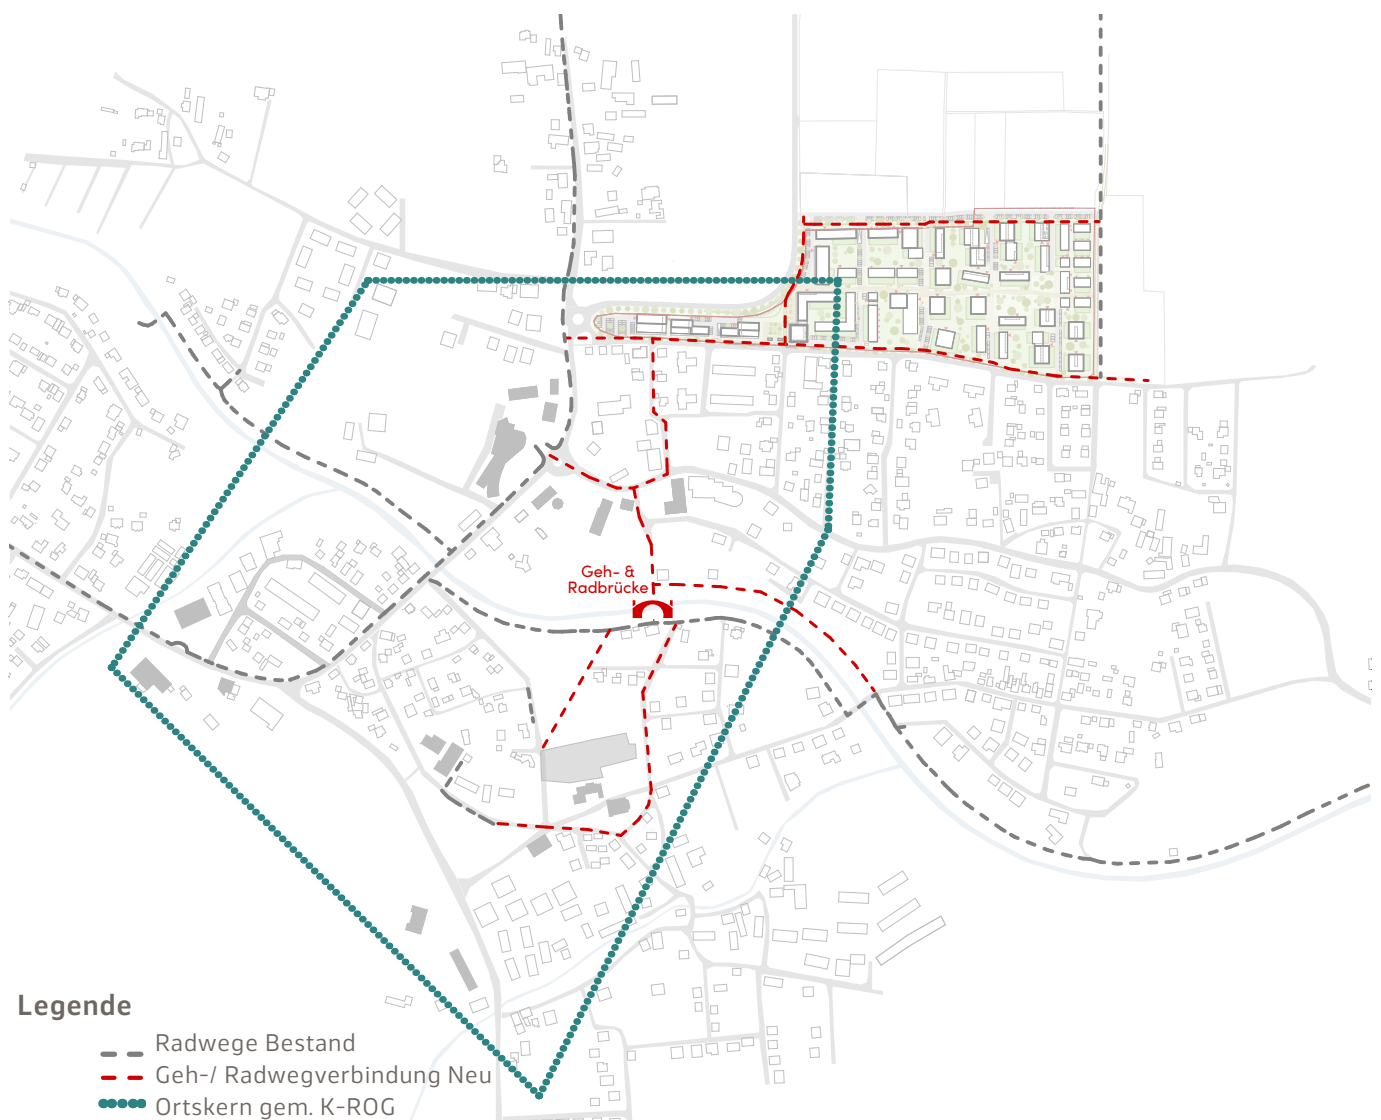 Geh- &
Radbrücke
Legende
Radwege Bestand
Geh-/ Radwegverbindung Neu
Ortskern gem. K-ROG